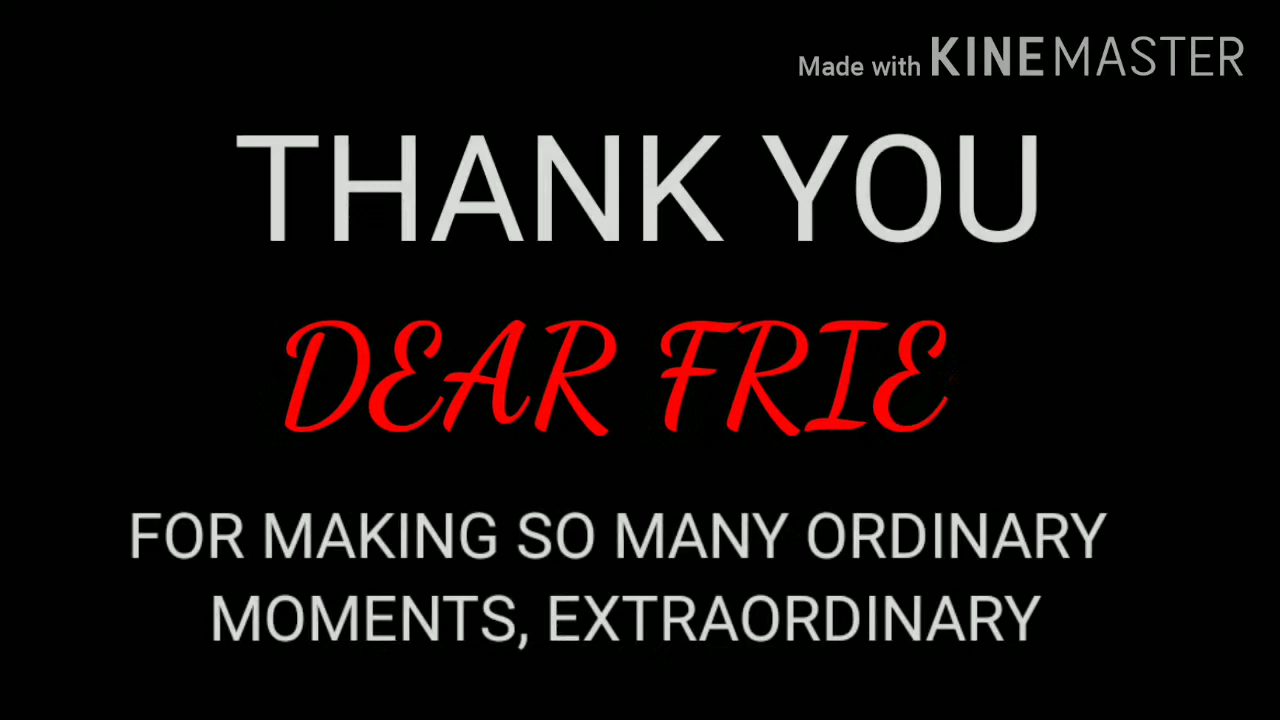 Made with KINEMASTER
THANK YOU
DEAR FRIE
FOR MAKING SO MANY ORDINARY
MOMENTS, EXTRAORDINARY